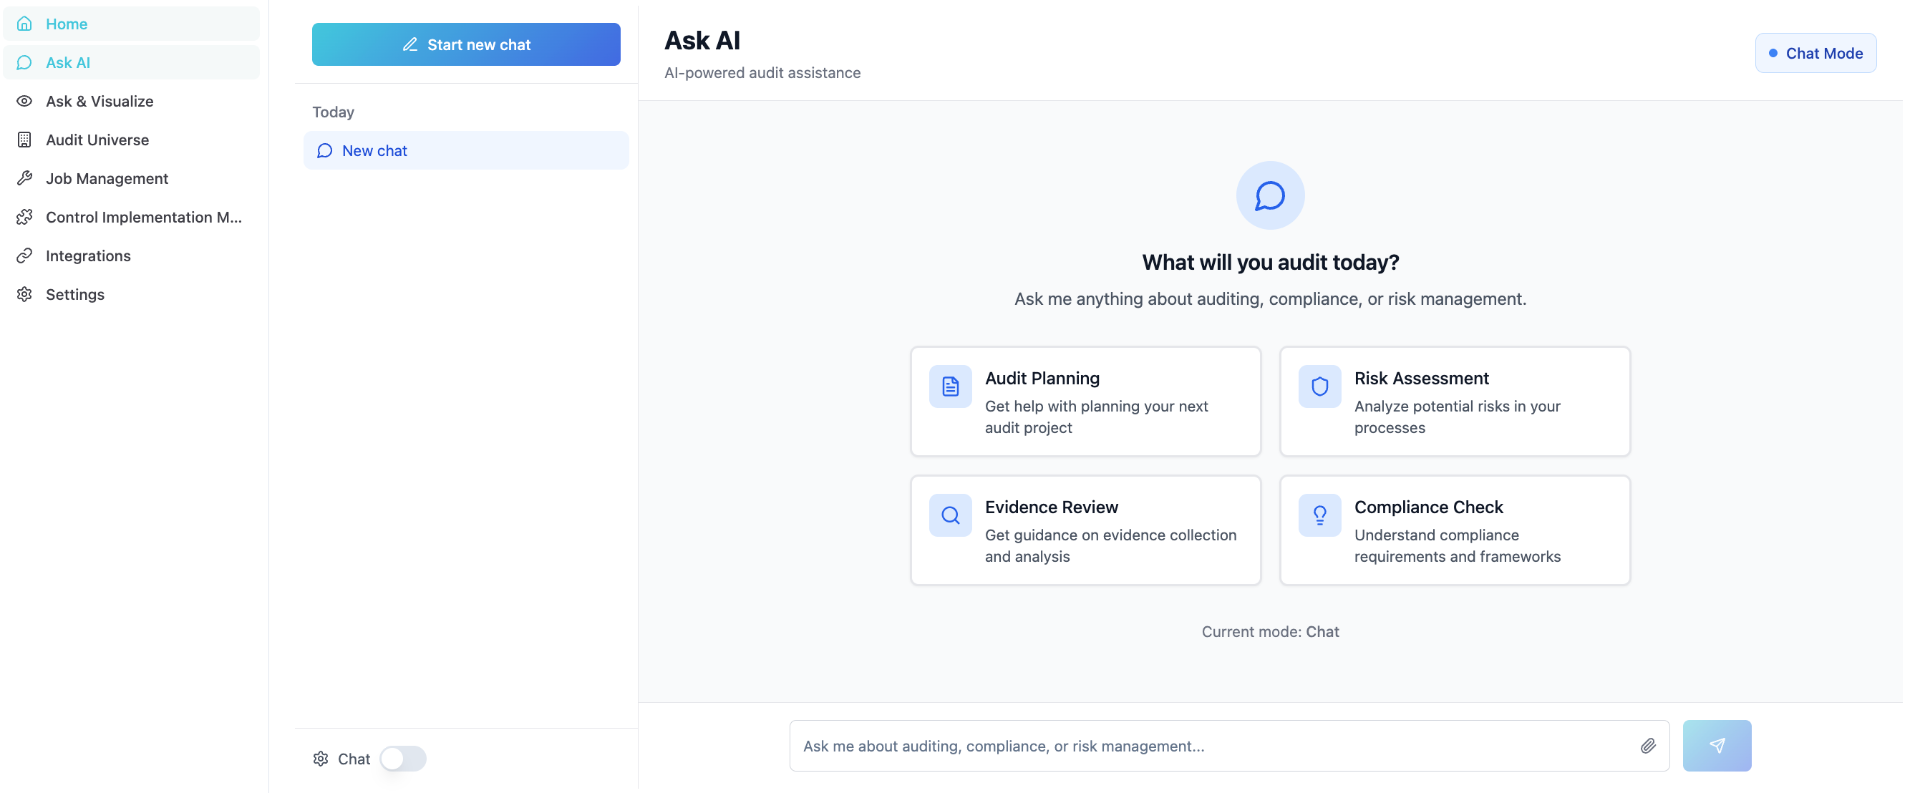 Home
Ask AI
Ask & Visualize
Audit Universe
Job Management
Control Implementation M...
Integrations
Settings
Start new chat
Today
New chat
Chat
Ask AI
AI-powered audit assistance
Chat Mode
What will you audit today?
Ask me anything about auditing, compliance, or risk management.
Audit Planning
Get help with planning your next
audit project
Risk Assessment
Analyze potential risks in your
processes
Evidence Review
Get guidance on evidence collection
and analysis
Compliance Check
Understand compliance
requirements and frameworks
Current mode: Chat
Ask me about auditing, compliance, or risk management...